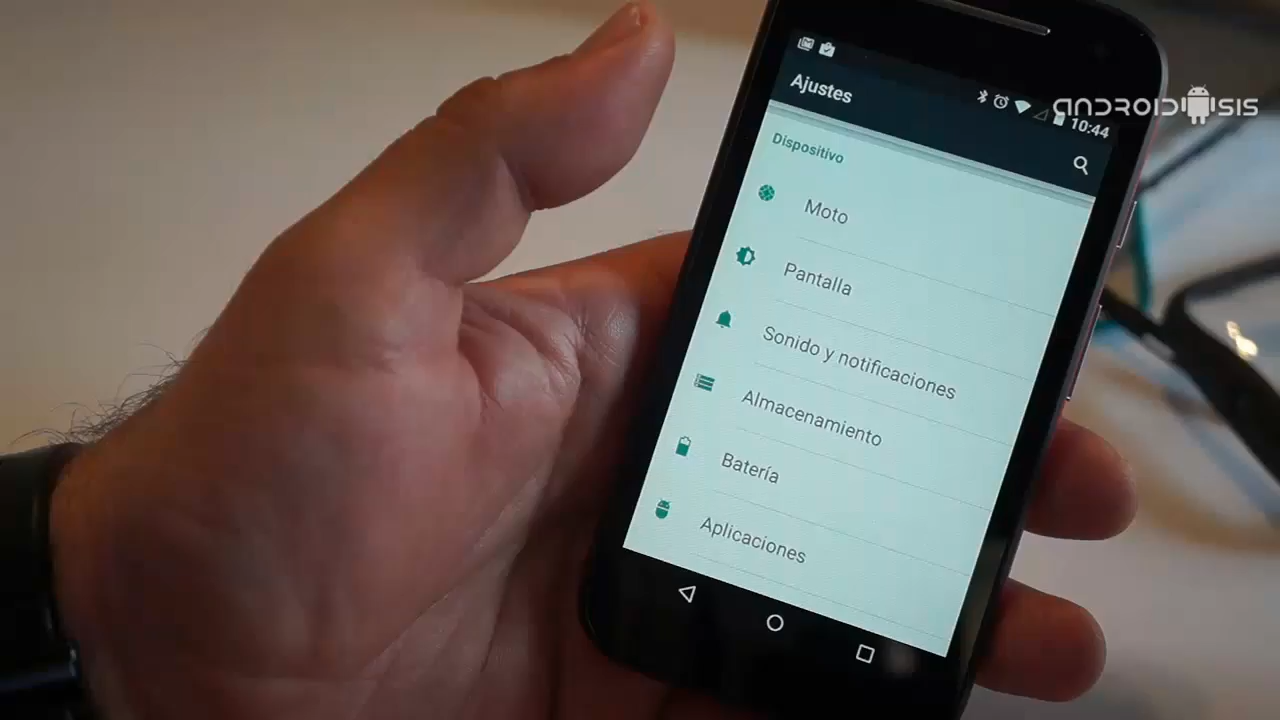 ANDROIDSIS
Ajustes
10:44
Dispositivo
Moto
Pantalla
Sonido y notificaciones
Almacenamiento
Batería
Aplicaciones